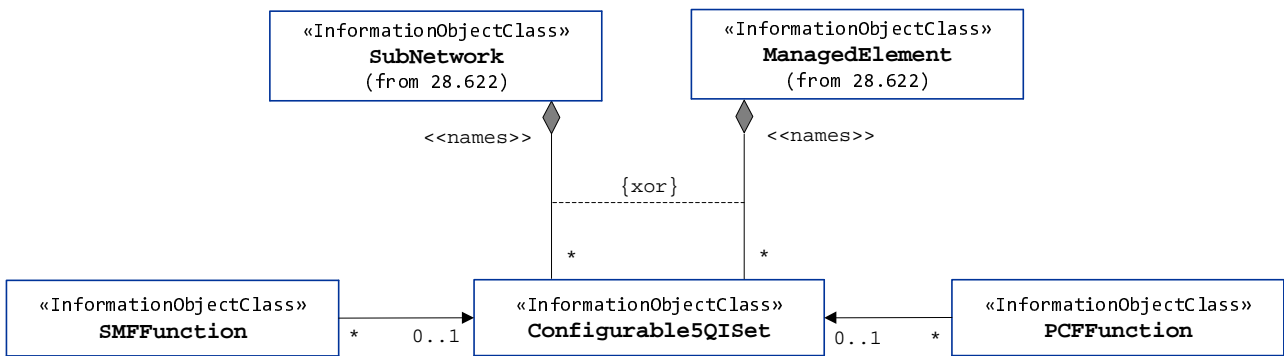 «InformationObjectClass»
SubNetwork
(from 28.622)
«InformationObjectClass»
ManagedElement
(from 28.622)
<<names>>
<<names>>
{xor}
*
*
«InformationObjectClass»
SMFFunction
*
0..1
«InformationObjectClass»
Configurable5QISet
0..1
*
«InformationObjectClass»
PCFFunction